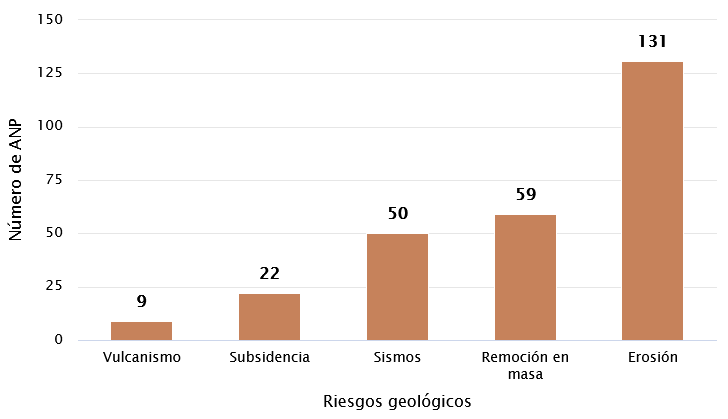 150
125
100
75
50
25
0
Número de ANP
9
22
50
59
131
Vulcanismo
Subsidencia
Sismos
Remoción en
masa
Erosión
Riesgos geológicos